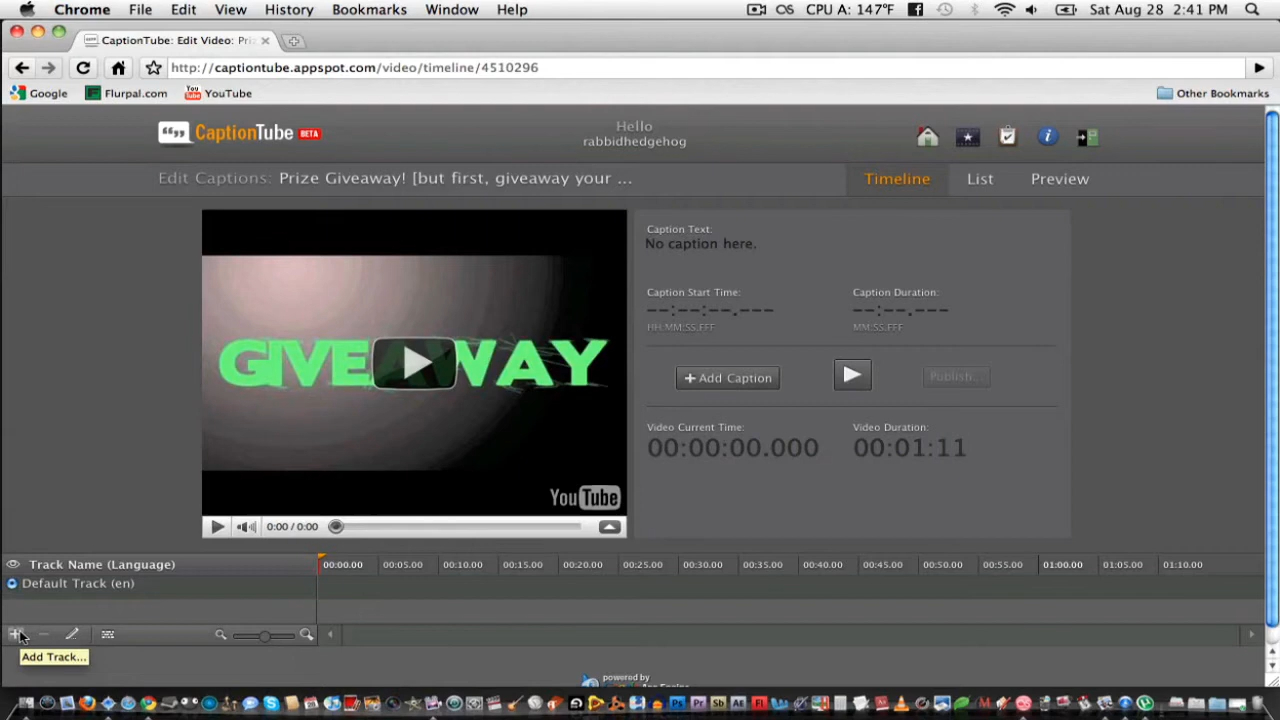 Chrome File Edit View History Bookmarks Window Help OS CPU A: 147°F Sat Aug 28 2:41 PM
CaptionTube: Edit Video: Pri
http://captiontube.appspot.com/video/timeline/4510296
Google Flurpal.com YouTube Other Bookmarks
CaptionTube BETA
Hello
rabbidhedgehog
Edit Captions: Prize Giveaway! [but first, giveaway your ...
Timeline List Preview
Caption Text:
No caption here.
Caption Start Time: Caption Duration:
--:--:--.--- --:--.---
HH:MM:SS.FFF MM:SS.FFF
GIVEAWAY
+ Add Caption Publish...
Video Current Time: Video Duration:
00:00:00.000 00:01:11
YouTube
0:00 / 0:00
Track Name (Language) 00:00.00 00:05.00 00:10.00 00:15.00 00:20.00 00:25.00 00:30.00 00:35.00 00:40.00 00:45.00 00:50.00 00:55.00 01:00.00 01:05.00 01:10.00
Default Track (en)
Add Track...
powered by